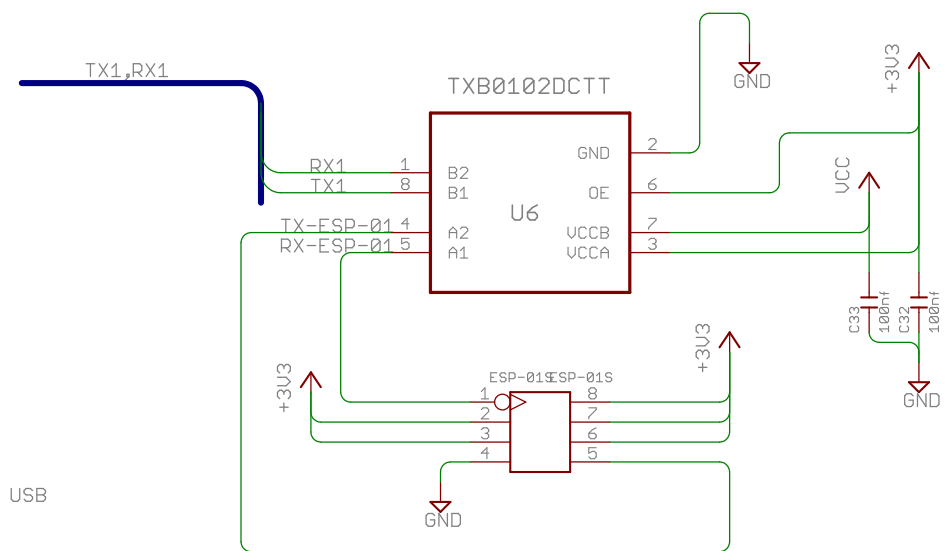 TX1,RX1
TXB0102DCTT
GND
+3V3
GND
2
OE
6
RX1
1
B2
TX1
8
B1
U6
VCC
TX-ESP-01
4
A2
VCCB
7
RX-ESP-01
5
A1
VCCA
3
C33
100nf
C32
100nf
+3V3
+3V3
ESP-01S
ESP-01S
1
8
2
7
3
6
4
5
GND
GND
USB